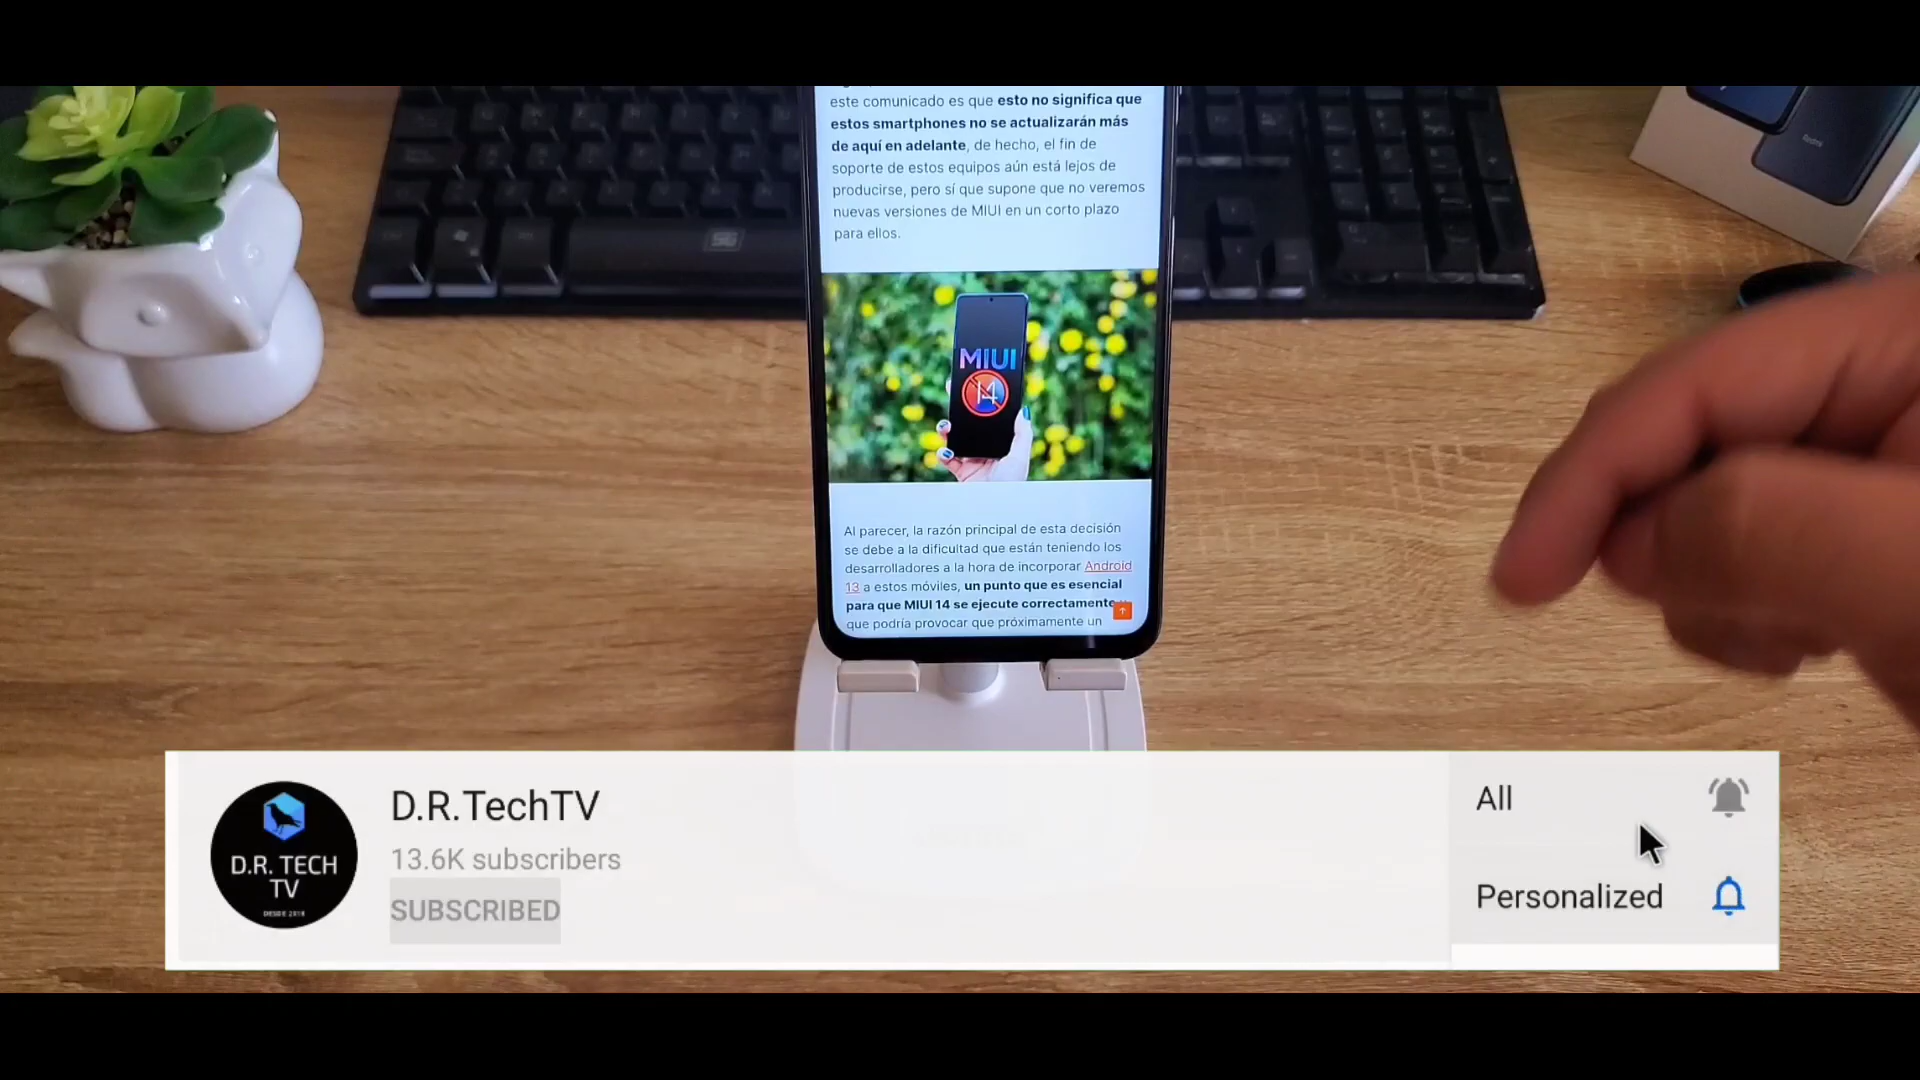 este comunicado es que esto no significa que
estos smartphones no se actualizarán más
de aquí en adelante, de hecho, el fin de
soporte de estos equipos aún está lejos de
producirse, pero sí que supone que no veremos
nuevas versiones de MIUI en un corto plazo
para ellos.
MIUI
14
Al parecer, la razón principal de esta decisión
se debe a la dificultad que están teniendo los
desarrolladores a la hora de incorporar Android
13 a estos móviles, un punto que es esencial
para que MIUI 14 se ejecute correctamente
que podría provocar que próximamente un
Redmi
D.R. TECH
TV
DESDE 2018
D.R.TechTV
13.6K subscribers
SUBSCRIBED
All
Personalized